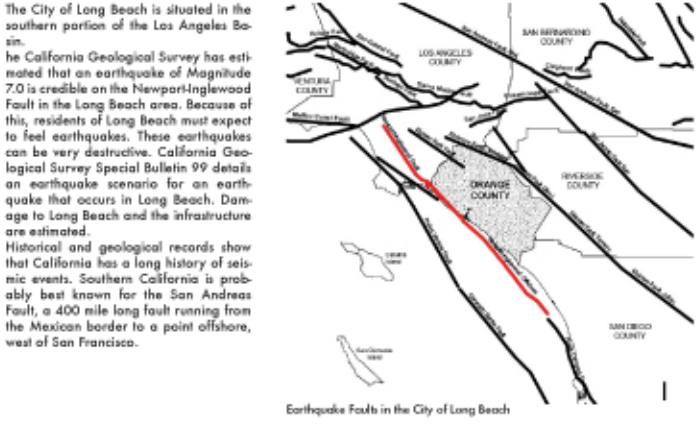 The City of Long Beach is situated in the
southern portion of the Los Angeles Ba-
sin.
he California Geological Survey has esti-
mated that an earthquake of Magnitude
7.0 is credible on the Newport-Inglewood
Fault in the Long Beach area. Because of
this, residents of Long Beach must expect
to feel earthquakes. These earthquakes
can be very destructive. California Geo-
logical Survey Special Bulletin 99 details
an earthquake scenario for an earth-
quake that occurs in Long Beach. Dam-
age to Long Beach and the infrastructure
are estimated.
Historical and geological records show
that California has a long history of seis-
mic events. Southern California is prob-
ably best known for the San Andreas
Fault, a 400 mile long fault running from
the Mexican border to a point offshore,
west of San Francisco.
SAN BERNARDINO
COUNTY
LOS ANGELES
COUNTY
VENTURA
COUNTY
RIVERSIDE
COUNTY
ORANGE
COUNTY
SAN DIEGO
COUNTY
Earthquake Faults in the City of Long Beach